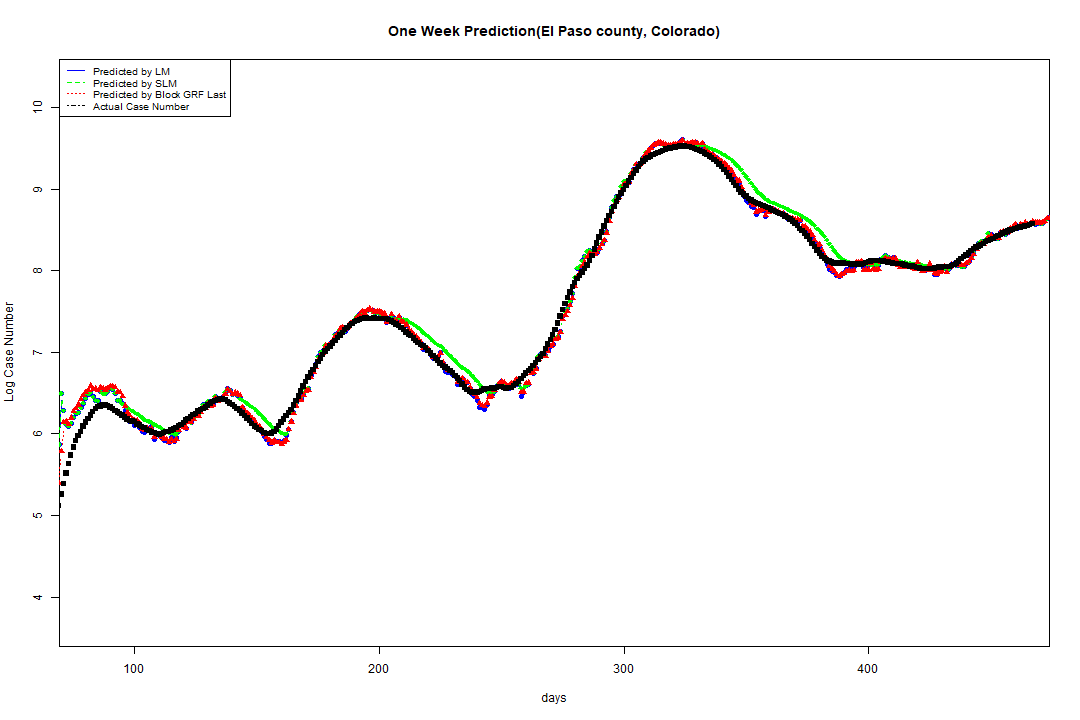 One Week Prediction(El Paso county, Colorado)
Predicted by LM
Predicted by SLM
Predicted by Block GRF Last
Actual Case Number
10
9
8
7
6
5
4
Log Case Number
100 200 300 400
days